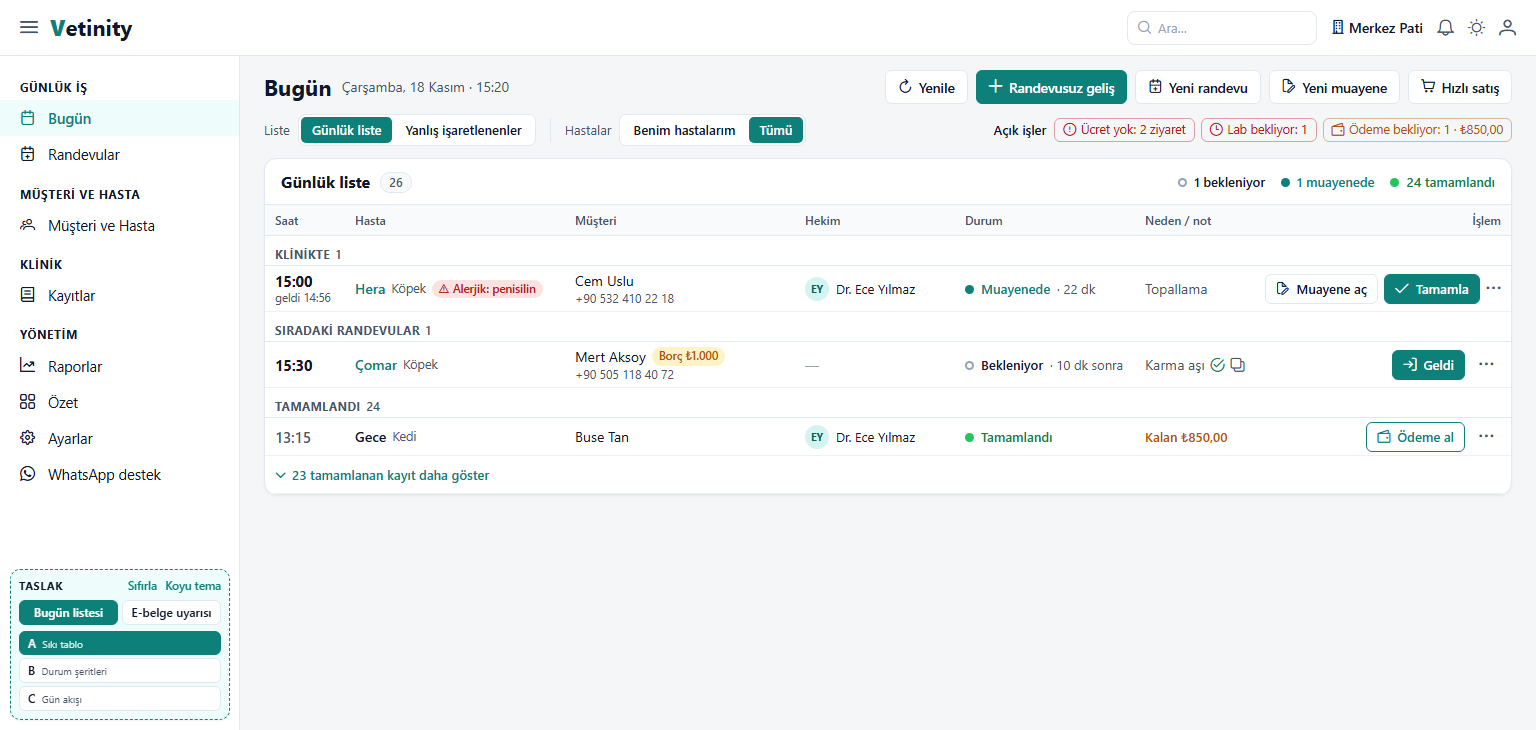 Vetinity
Ara...
Merkez Pati
GÜNLÜK İŞ
Bugün
Randevular
MÜŞTERİ VE HASTA
Müşteri ve Hasta
KLİNİK
Kayıtlar
YÖNETİM
Raporlar
Özet
Ayarlar
WhatsApp destek
TASLAK Sıfırla Koyu tema
Bugün listesi E-belge uyarısı
A Sıkı tablo
B Durum şeritleri
C Gün akışı
Bugün Çarşamba, 18 Kasım · 15:20
Yenile Randevusuz geliş Yeni randevu Yeni muayene Hızlı satış
Liste Günlük liste Yanlış işaretlenenler Hastalar Benim hastalarım Tümü
Açık işler Ücret yok: 2 ziyaret Lab bekliyor: 1 Ödeme bekliyor: 1 · ₺850,00
Günlük liste 26 1 bekleniyor 1 muayenede 24 tamamlandı
Saat Hasta Müşteri Hekim Durum Neden / not İşlem
KLİNİKTE 1
15:00 Hera Köpek Alerjik: penisilin Cem Uslu EY Dr. Ece Yılmaz Muayenede · 22 dk Topallama Muayene aç Tamamla
geldi 14:56 +90 532 410 22 18
SIRADAKİ RANDEVULAR 1
15:30 Çomar Köpek Mert Aksoy Borç ₺1.000 — Bekleniyor · 10 dk sonra Karma aşı Geldi
+90 505 118 40 72
TAMAMLANDI 24
13:15 Gece Kedi Buse Tan EY Dr. Ece Yılmaz Tamamlandı Kalan ₺850,00 Ödeme al
23 tamamlanan kayıt daha göster